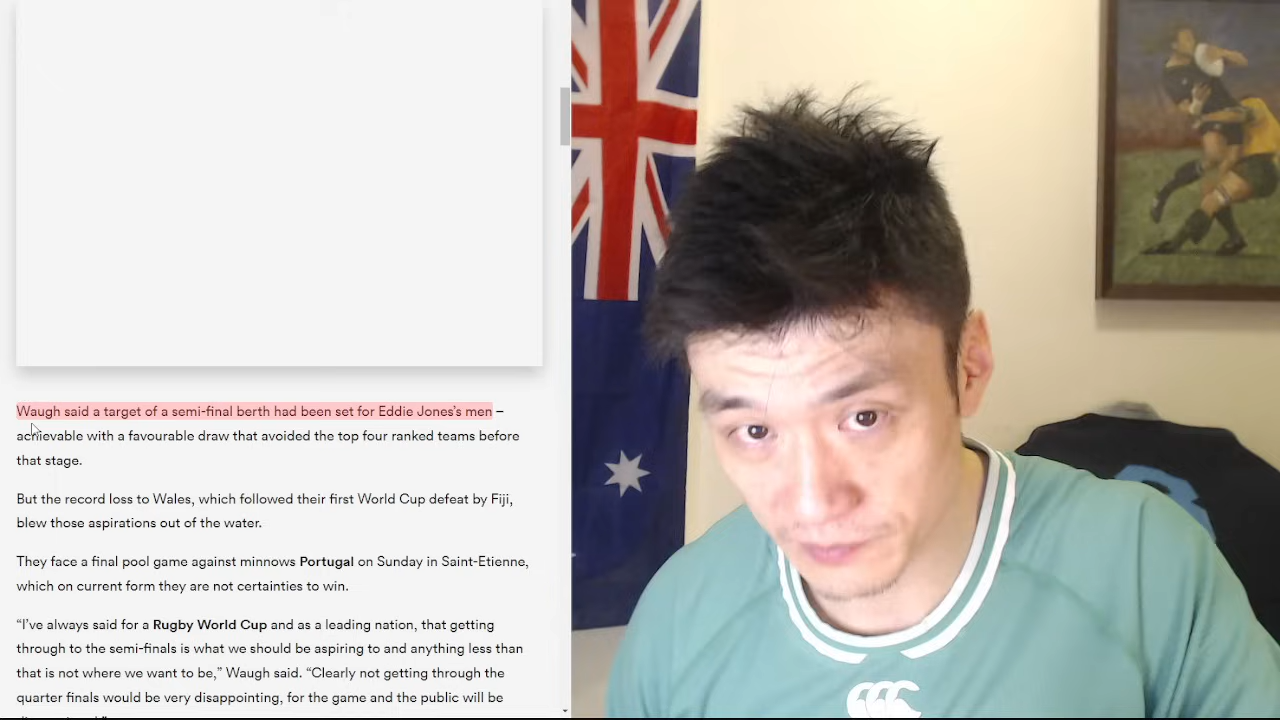 Waugh said a target of a semi-final berth had been set for Eddie Jones’s men –
achievable with a favourable draw that avoided the top four ranked teams before
that stage.
But the record loss to Wales, which followed their first World Cup defeat by Fiji,
blew those aspirations out of the water.
They face a final pool game against minnows Portugal on Sunday in Saint-Etienne,
which on current form they are not certainties to win.
“I’ve always said for a Rugby World Cup and as a leading nation, that getting
through to the semi-finals is what we should be aspiring to and anything less than
that is not where we want to be,” Waugh said. “Clearly not getting through the
quarter finals would be very disappointing, for the game and the public will be